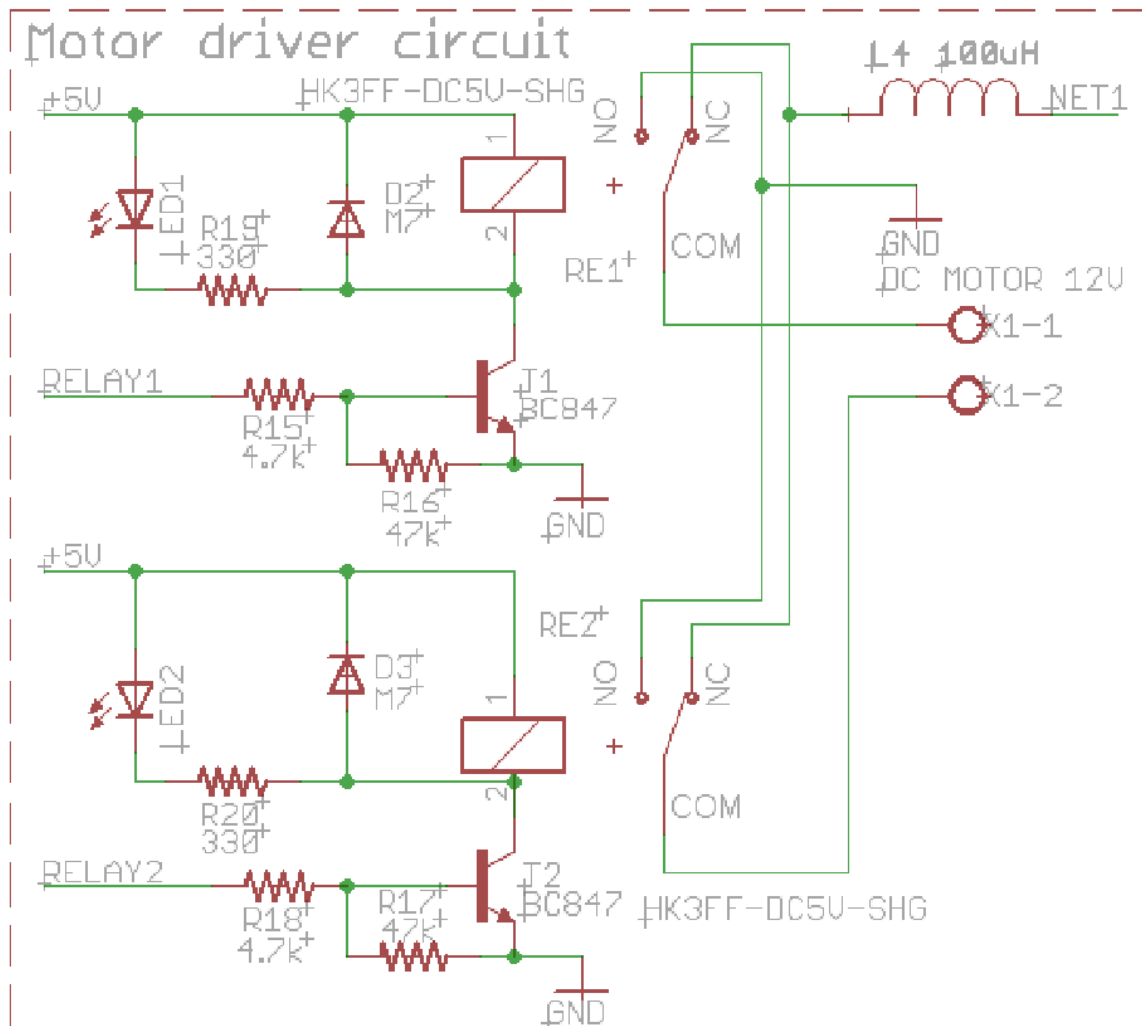 Motor driver circuit
HK3FF-DC5V-SHG
L4 100uH
+5V
NET1
NO
NC
1
2
LED1
D2
M7
R19
330
RE1
COM
GND
DC MOTOR 12V
X1-1
X1-2
RELAY1
J1
BC847
R15
4.7k
R16
47k
GND
+5V
RE2
NO
NC
1
2
LED2
D3
M7
R20
330
COM
RELAY2
J2
BC847
HK3FF-DC5V-SHG
R18
4.7k
R17
47k
GND